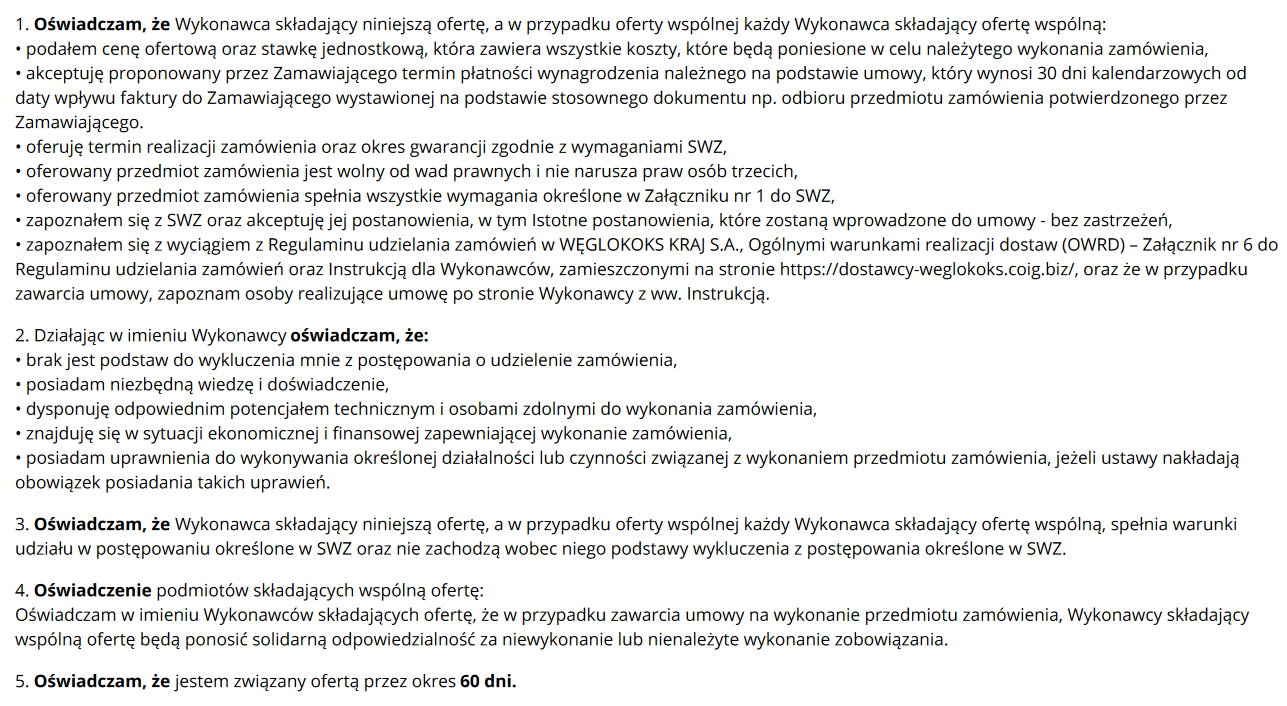 1. Oświadczam, że Wykonawca składający niniejszą ofertę, a w przypadku oferty wspólnej każdy Wykonawca składający ofertę wspólną:
• podałem cenę ofertową oraz stawkę jednostkową, która zawiera wszystkie koszty, które będą poniesione w celu należytego wykonania zamówienia,
• akceptuję proponowany przez Zamawiającego termin płatności wynagrodzenia należnego na podstawie umowy, który wynosi 30 dni kalendarzowych od
daty wpływu faktury do Zamawiającego wystawionej na podstawie stosownego dokumentu np. odbioru przedmiotu zamówienia potwierdzonego przez
Zamawiającego.
• oferuję termin realizacji zamówienia oraz okres gwarancji zgodnie z wymaganiami SWZ,
• oferowany przedmiot zamówienia jest wolny od wad prawnych i nie narusza praw osób trzecich,
• oferowany przedmiot zamówienia spełnia wszystkie wymagania określone w Załączniku nr 1 do SWZ,
• zapoznałem się z SWZ oraz akceptuję jej postanowienia, w tym Istotne postanowienia, które zostaną wprowadzone do umowy - bez zastrzeżeń,
• zapoznałem się z wyciągiem z Regulaminu udzielania zamówień w WĘGLOKOKS KRAJ S.A., Ogólnymi warunkami realizacji dostaw (OWRD) – Załącznik nr 6 do
Regulaminu udzielania zamówień oraz Instrukcją dla Wykonawców, zamieszczonymi na stronie https://dostawcy-weglokoks.coig.biz/, oraz że w przypadku
zawarcia umowy, zapoznam osoby realizujące umowę po stronie Wykonawcy z ww. Instrukcją.
2. Działając w imieniu Wykonawcy oświadczam, że:
• brak jest podstaw do wykluczenia mnie z postępowania o udzielenie zamówienia,
• posiadam niezbędną wiedzę i doświadczenie,
• dysponuję odpowiednim potencjałem technicznym i osobami zdolnymi do wykonania zamówienia,
• znajduję się w sytuacji ekonomicznej i finansowej zapewniającej wykonanie zamówienia,
• posiadam uprawnienia do wykonywania określonej działalności lub czynności związanej z wykonaniem przedmiotu zamówienia, jeżeli ustawy nakładają
obowiązek posiadania takich uprawień.
3. Oświadczam, że Wykonawca składający niniejszą ofertę, a w przypadku oferty wspólnej każdy Wykonawca składający ofertę wspólną, spełnia warunki
udziału w postępowaniu określone w SWZ oraz nie zachodzą wobec niego podstawy wykluczenia z postępowania określone w SWZ.
4. Oświadczenie podmiotów składających wspólną ofertę:
Oświadczam w imieniu Wykonawców składających ofertę, że w przypadku zawarcia umowy na wykonanie przedmiotu zamówienia, Wykonawcy składający
wspólną ofertę będą ponosić solidarną odpowiedzialność za niewykonanie lub nienależyte wykonanie zobowiązania.
5. Oświadczam, że jestem związany ofertą przez okres 60 dni.